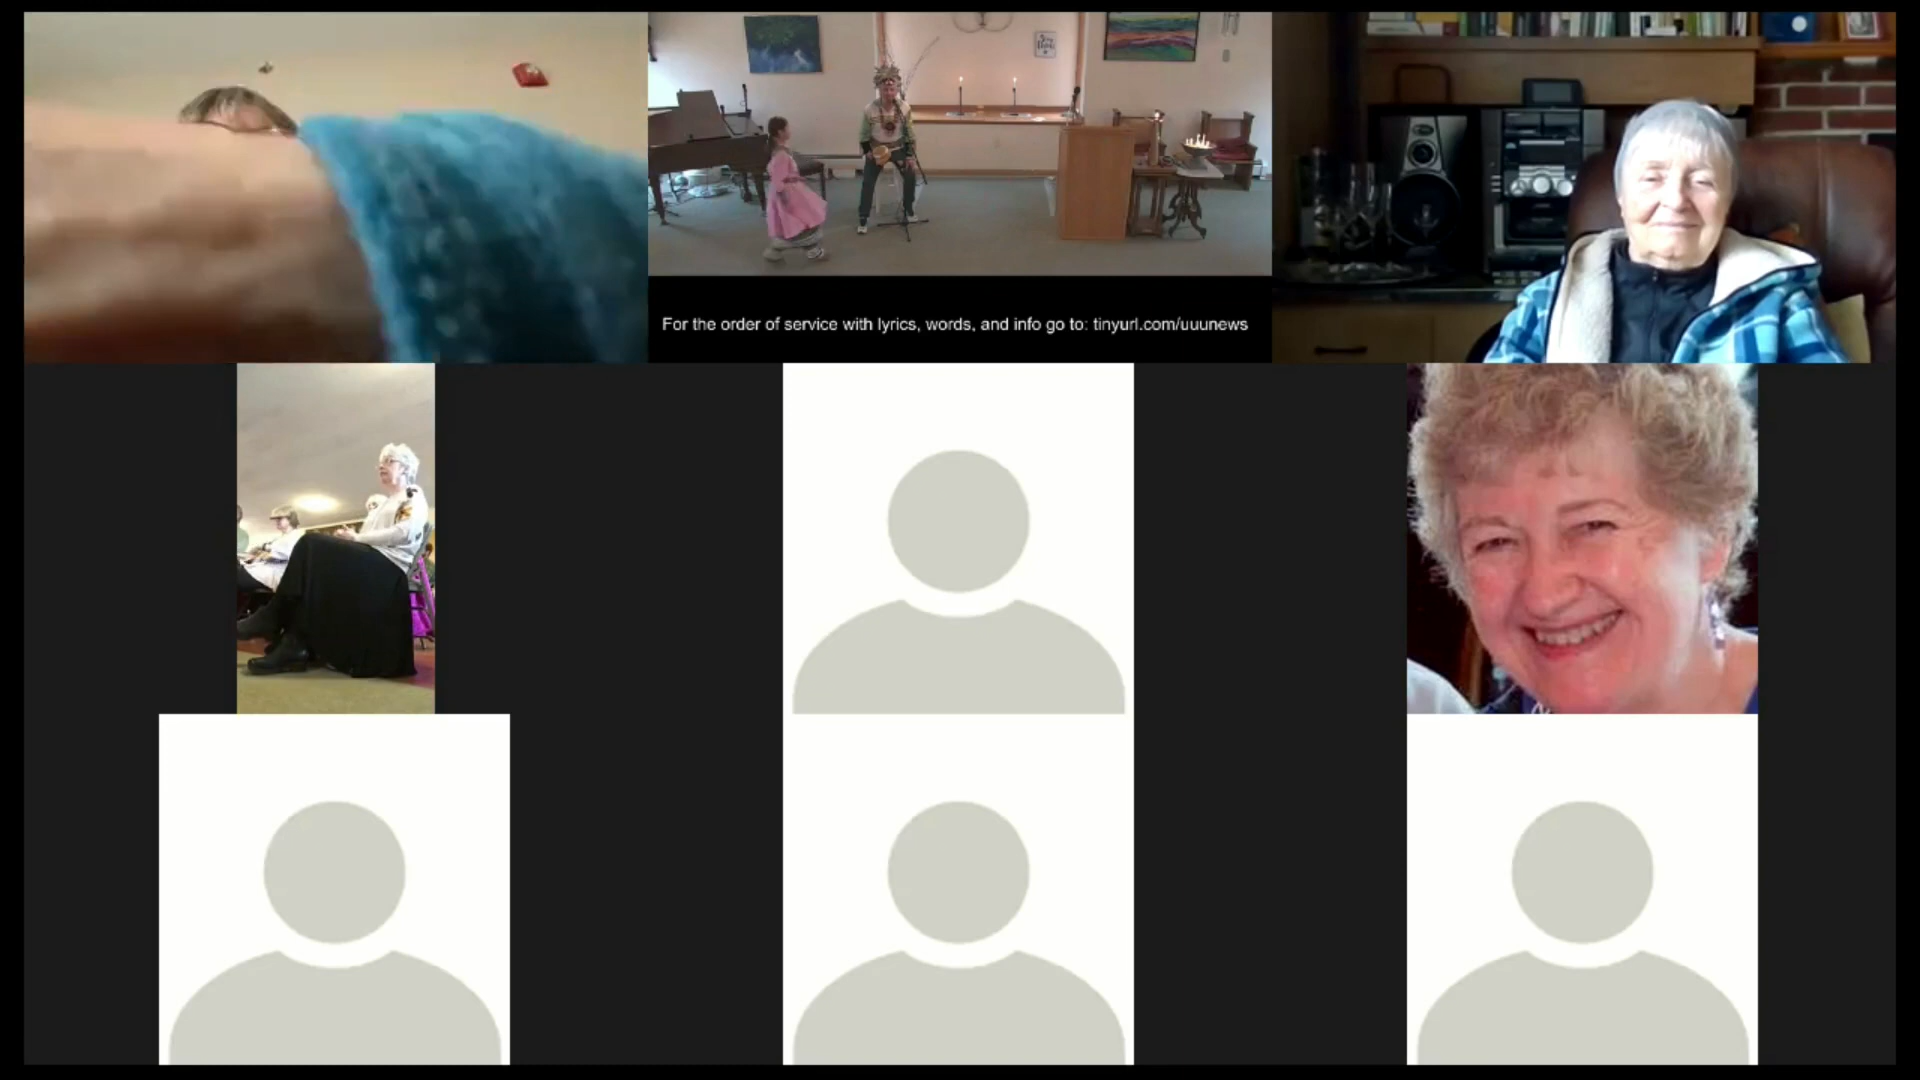 For the order of service with lyrics, words, and info go to: tinyurl.com/uuunews